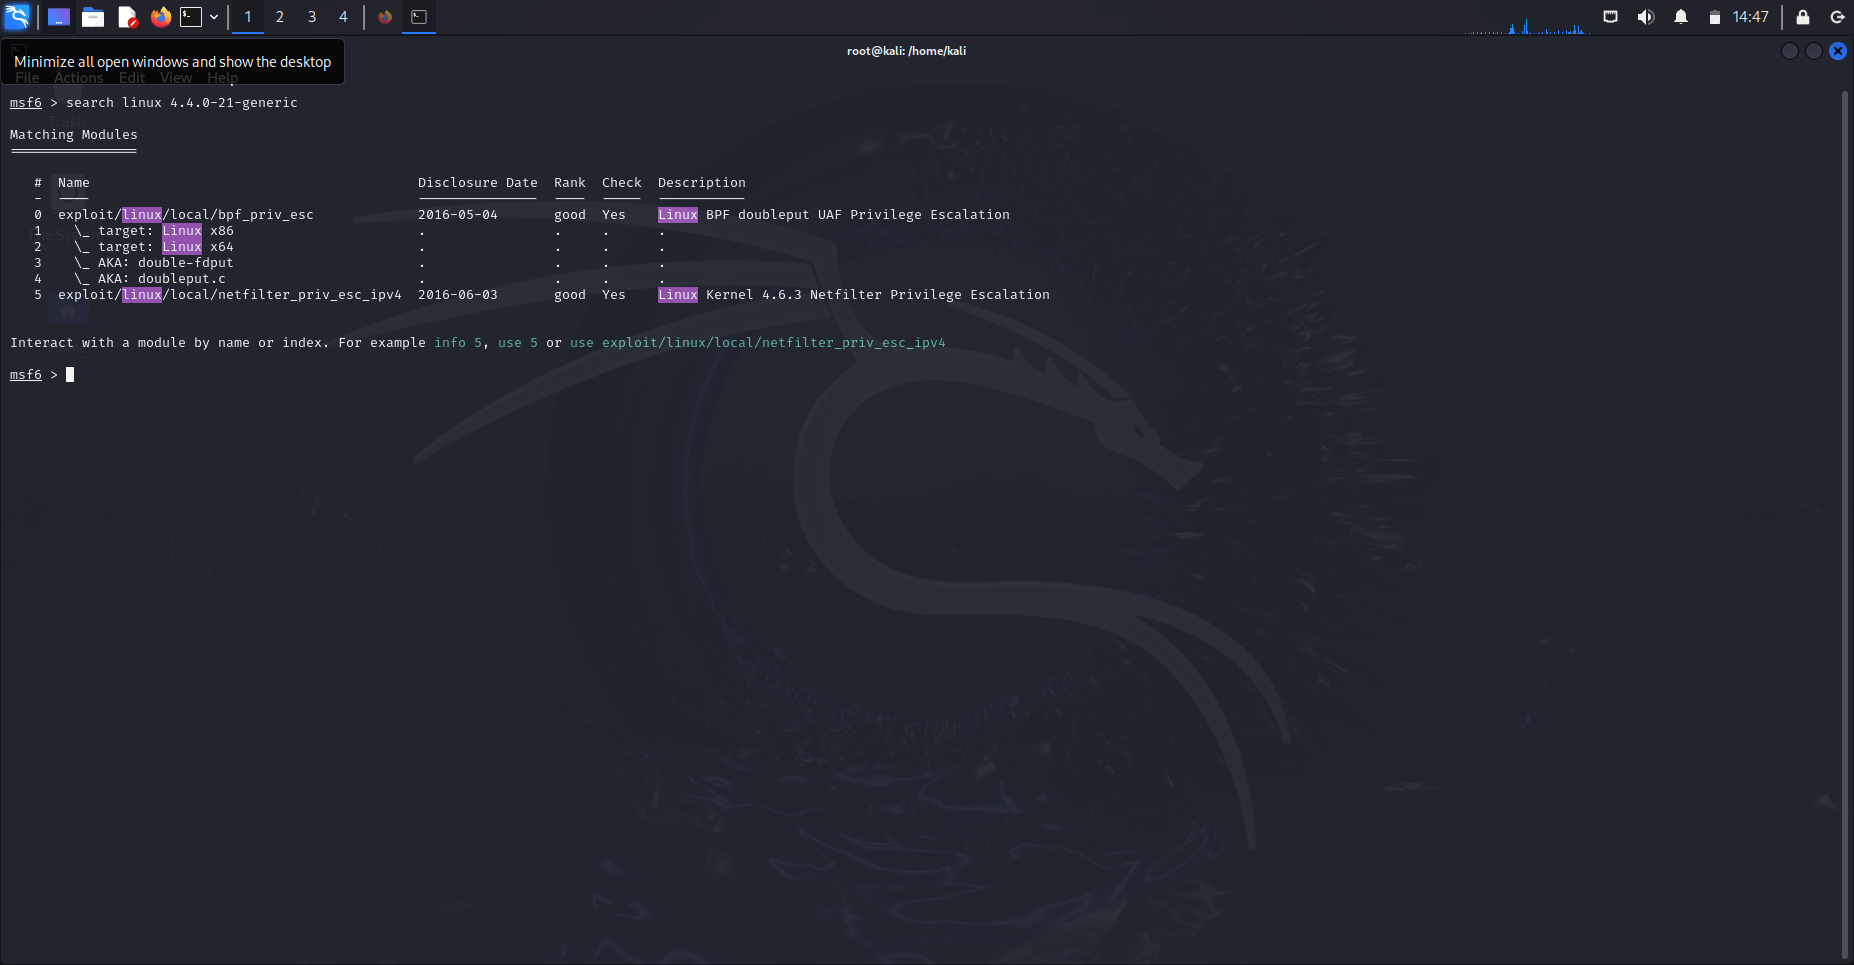 1 2 3 4 14:47
root@kali: /home/kali
Minimize all open windows and show the desktop
File Actions Edit View Help
msf6 > search linux 4.4.0-21-generic
Trash
Matching Modules
================
# Name Disclosure Date Rank Check Description
- ---- --------------- ---- ----- -----------
0 exploit/linux/local/bpf_priv_esc 2016-05-04 good Yes Linux BPF doubleput UAF Privilege Escalation
1 \_ target: Linux x86 . . . .
2 \_ target: Linux x64 . . . .
3 \_ AKA: double-fdput . . . .
4 \_ AKA: doubleput.c . . . .
5 exploit/linux/local/netfilter_priv_esc_ipv4 2016-06-03 good Yes Linux Kernel 4.6.3 Netfilter Privilege Escalation
Interact with a module by name or index. For example info 5, use 5 or use exploit/linux/local/netfilter_priv_esc_ipv4
msf6 >